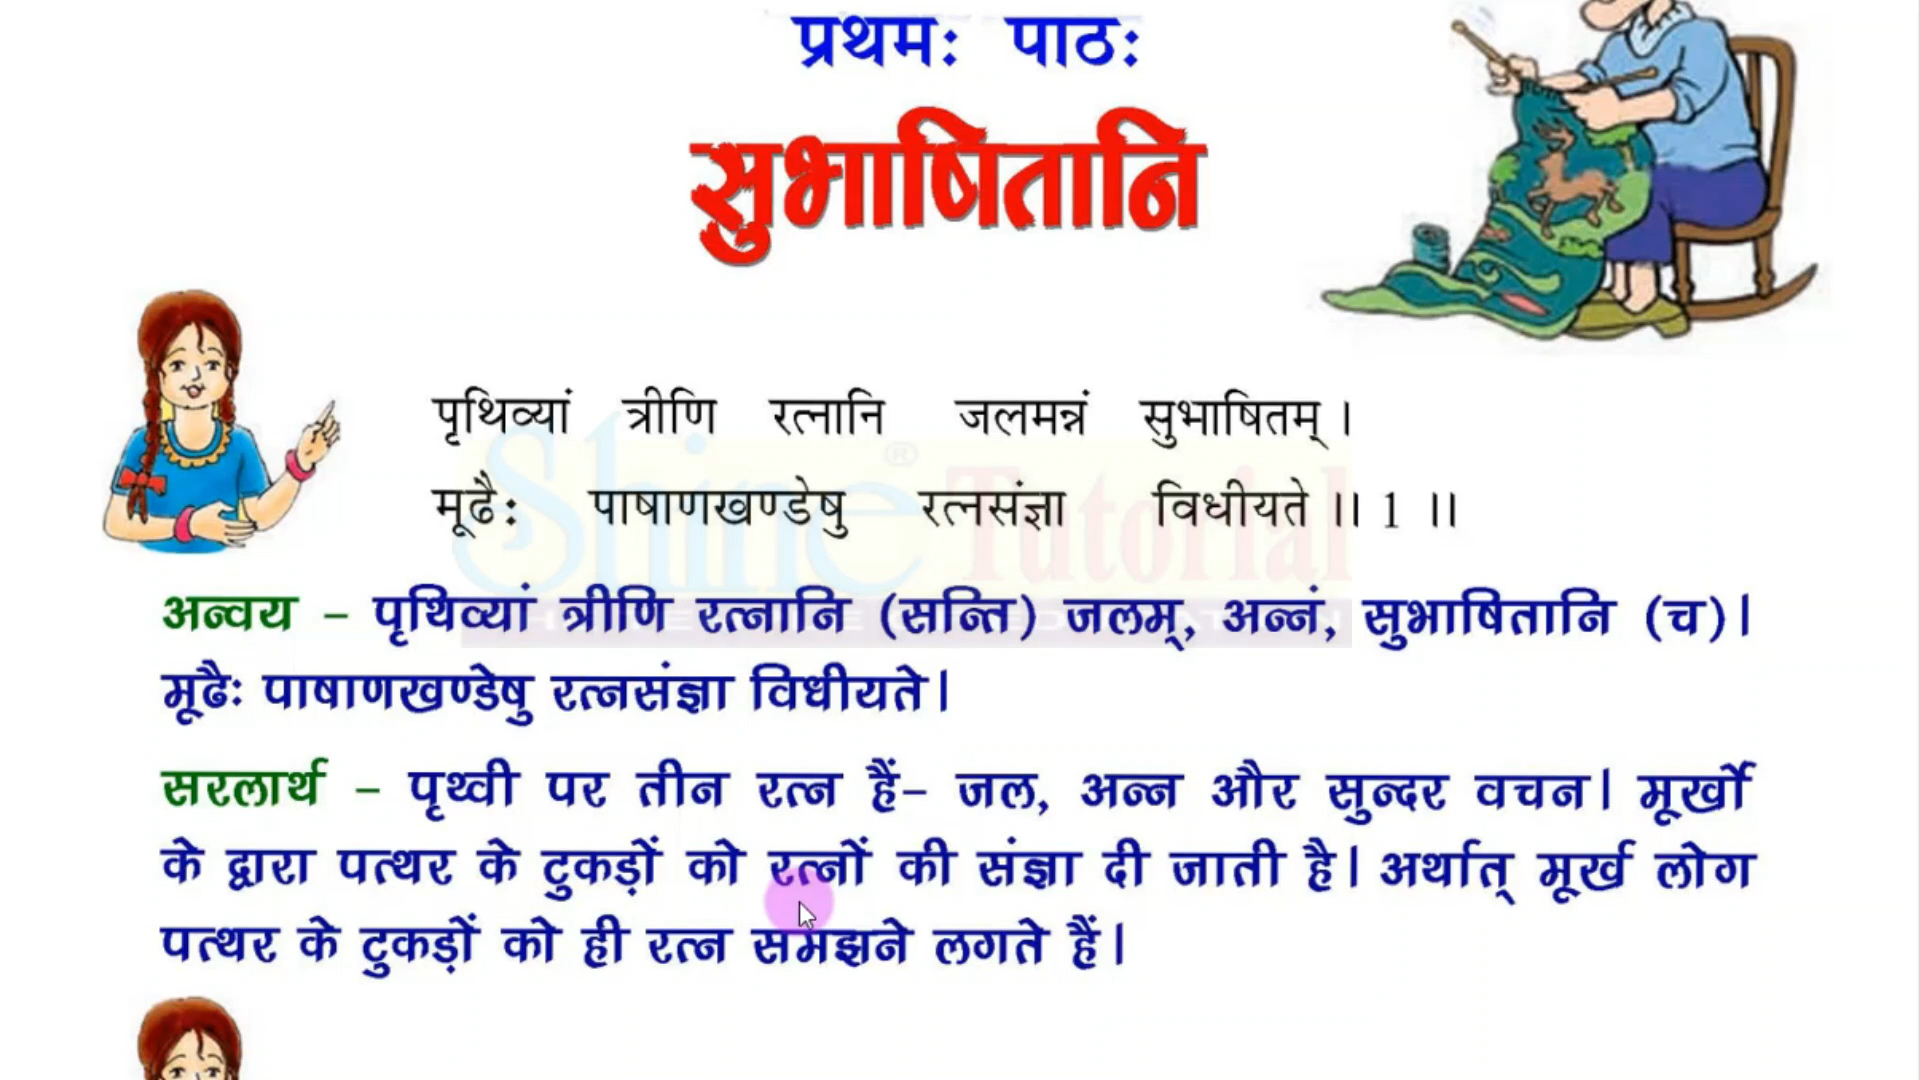 प्रथमः पाठः
सुभाषितानि
पृथिव्यां त्रीणि रत्नानि जलमन्नं सुभाषितम् ।
मूढैः पाषाणखण्डेषु रत्नसंज्ञा विधीयते ।। 1 ।।
Shine Tutorial ®
अन्वय – पृथिव्यां त्रीणि रत्नानि (सन्ति) जलम्, अन्नं, सुभाषितानि (च)।
मूढैः पाषाणखण्डेषु रत्नसंज्ञा विधीयते।
सरलार्थ – पृथ्वी पर तीन रत्न हैं– जल, अन्न और सुन्दर वचन। मूर्खों
के द्वारा पत्थर के टुकड़ों को रत्नों की संज्ञा दी जाती है। अर्थात् मूर्ख लोग
पत्थर के टुकड़ों को ही रत्न समझने लगते हैं।